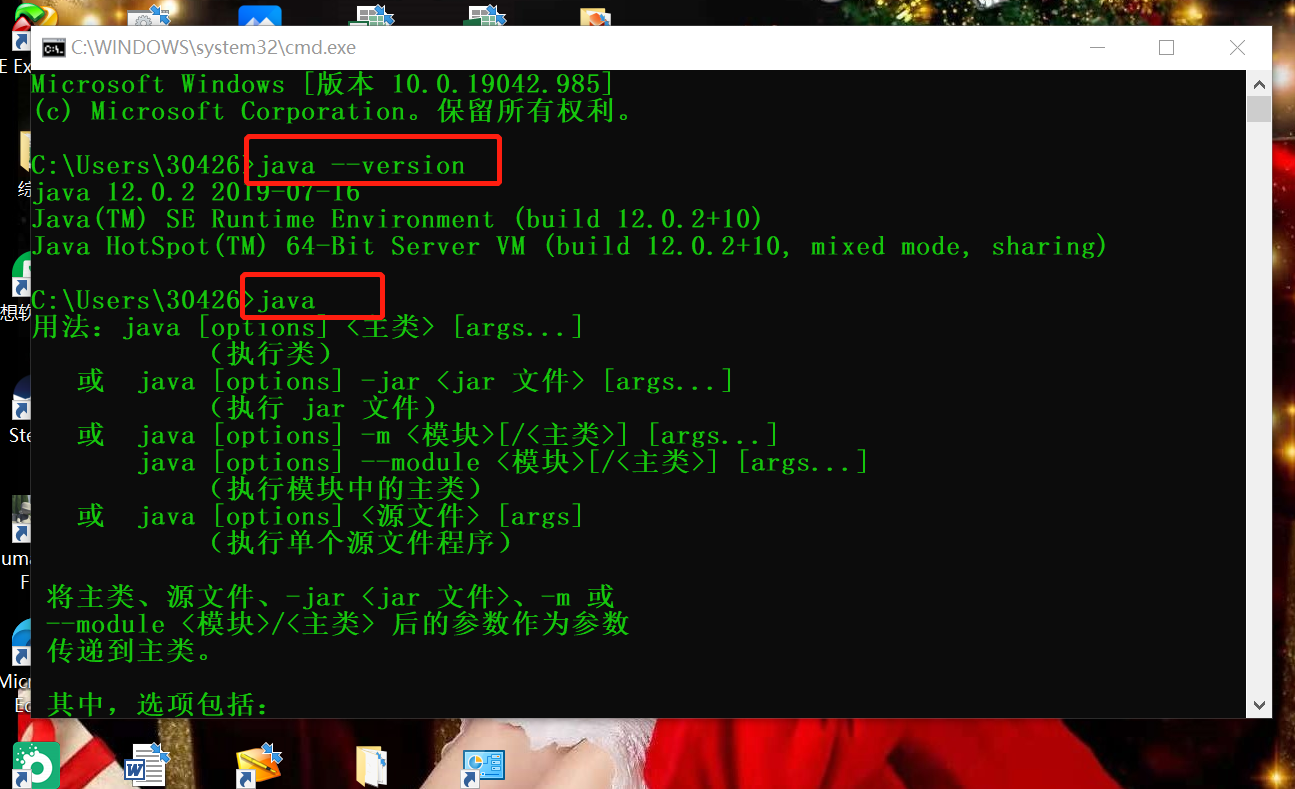 C:\WINDOWS\system32\cmd.exe
Microsoft Windows [版本 10.0.19042.985]
(c) Microsoft Corporation。保留所有权利。
C:\Users\30426>java --version
java 12.0.2 2019-07-16
Java(TM) SE Runtime Environment (build 12.0.2+10)
Java HotSpot(TM) 64-Bit Server VM (build 12.0.2+10, mixed mode, sharing)
C:\Users\30426>java
用法: java [options] <主类> [args...]
(执行类)
或 java [options] -jar <jar 文件> [args...]
(执行 jar 文件)
或 java [options] -m <模块>[/<主类>] [args...]
java [options] --module <模块>[/<主类>] [args...]
(执行模块中的主类)
或 java [options] <源文件> [args]
(执行单个源文件程序)
将主类、源文件、-jar <jar 文件>、-m 或
--module <模块>/<主类> 后的参数作为参数
传递到主类。
其中，选项包括: